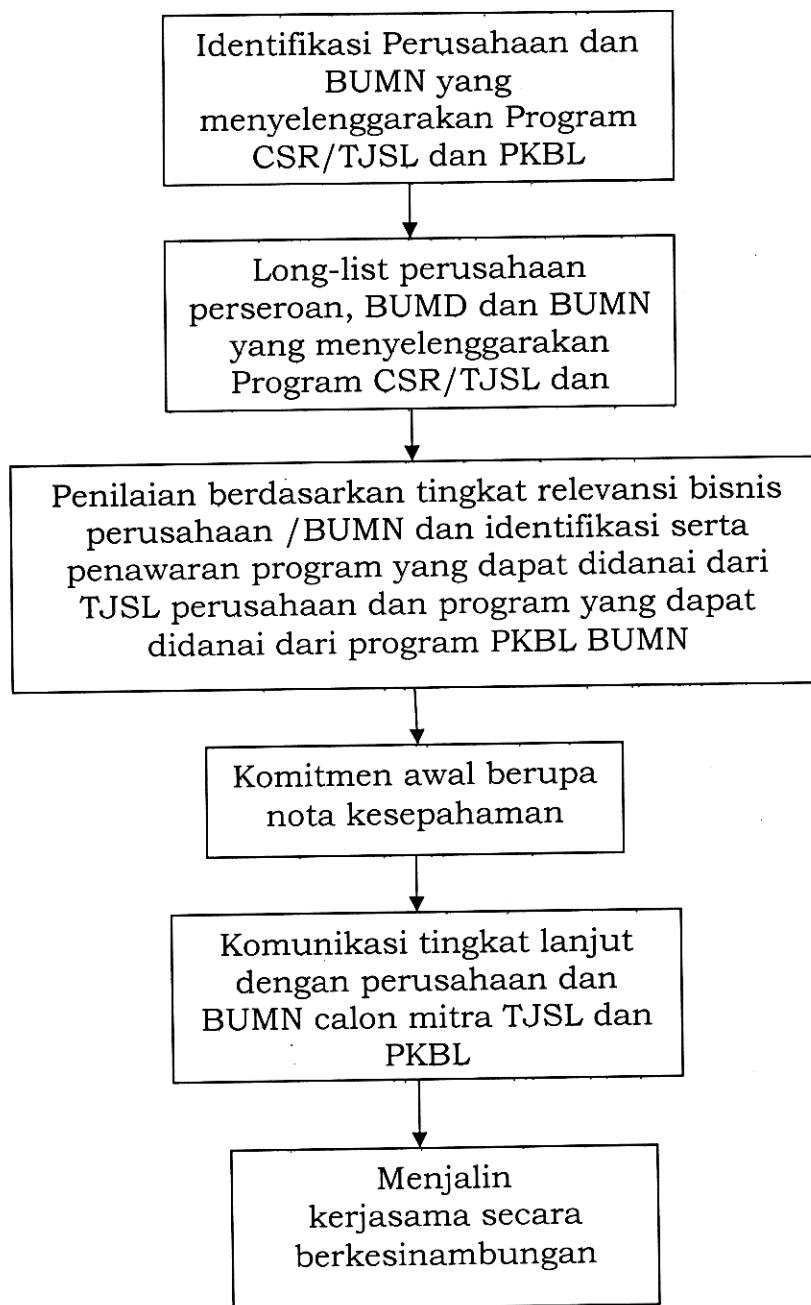 Identifikasi Perusahaan dan
BUMN yang
menyelenggarakan Program
CSR/TJSL dan PKBL
Long-list perusahaan
perseroan, BUMD dan BUMN
yang menyelenggarakan
Program CSR/TJSL dan
Penilaian berdasarkan tingkat relevansi bisnis
perusahaan /BUMN dan identifikasi serta
penawaran program yang dapat didanai dari
TJSL perusahaan dan program yang dapat
didanai dari program PKBL BUMN
Komitmen awal berupa
nota kesepahaman
Komunikasi tingkat lanjut
dengan perusahaan dan
BUMN calon mitra TJSL dan
PKBL
Menjalin
kerjasama secara
berkesinambungan